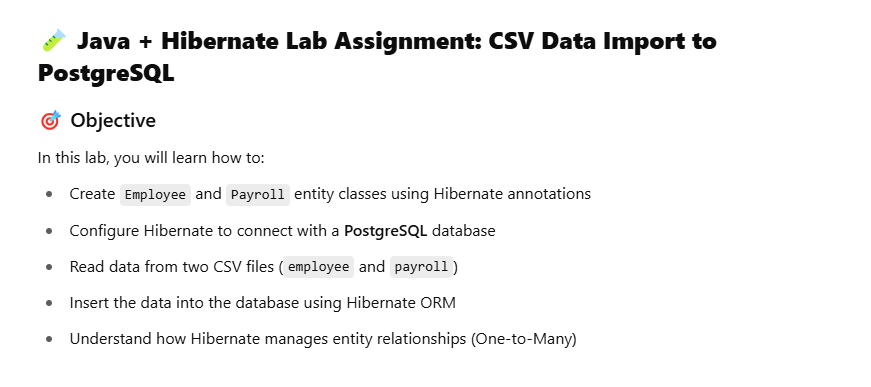 🧪 Java + Hibernate Lab Assignment: CSV Data Import to
PostgreSQL
🎯 Objective
In this lab, you will learn how to:
• Create Employee and Payroll entity classes using Hibernate annotations
• Configure Hibernate to connect with a PostgreSQL database
• Read data from two CSV files (employee and payroll)
• Insert the data into the database using Hibernate ORM
• Understand how Hibernate manages entity relationships (One-to-Many)